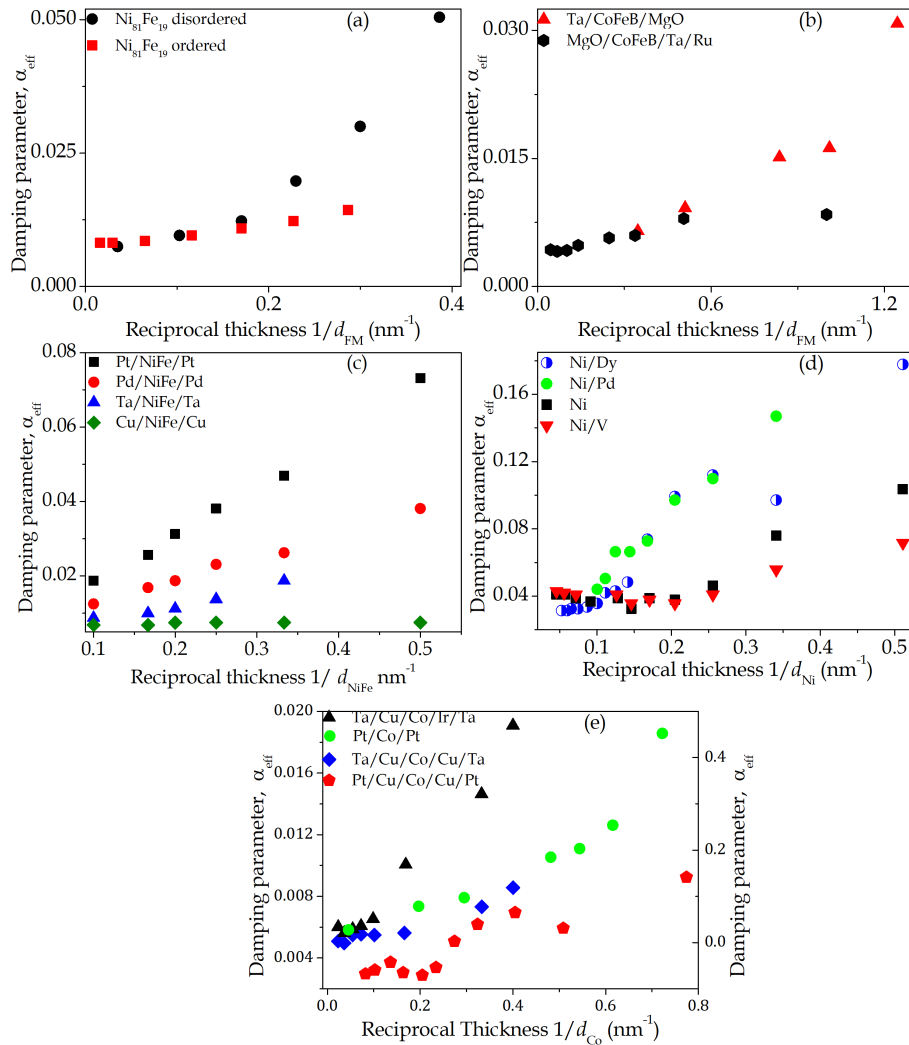 (a)
Ni81Fe19 disordered
Ni81Fe19 ordered
0.050
0.025
0.000
Damping parameter, αeff
0.0
0.2
0.4
Reciprocal thickness 1/dFM (nm-1)
(b)
Ta/CoFeB/MgO
MgO/CoFeB/Ta/Ru
0.030
0.015
0.000
Damping parameter, αeff
0.0
0.6
1.2
Reciprocal thickness 1/dFM (nm-1)
(c)
Pt/NiFe/Pt
Pd/NiFe/Pd
Ta/NiFe/Ta
Cu/NiFe/Cu
0.08
0.04
0.02
Damping parameter, αeff
0.1
0.2
0.3
0.4
0.5
Reciprocal thickness 1/ dNiFe nm-1
(d)
Ni/Dy
Ni/Pd
Ni
Ni/V
0.16
0.12
0.08
0.04
Damping parameter αeff
0.1
0.2
0.3
0.4
0.5
Reciprocal thickness 1/dNi (nm-1)
(e)
Ta/Cu/Co/Ir/Ta
Pt/Co/Pt
Ta/Cu/Co/Cu/Ta
Pt/Cu/Co/Cu/Pt
0.020
0.016
0.012
0.008
0.004
Damping parameter, αeff
0.4
0.2
0.0
Damping parameter, αeff
0.0
0.2
0.4
0.6
0.8
Reciprocal Thickness 1/dCo (nm-1)